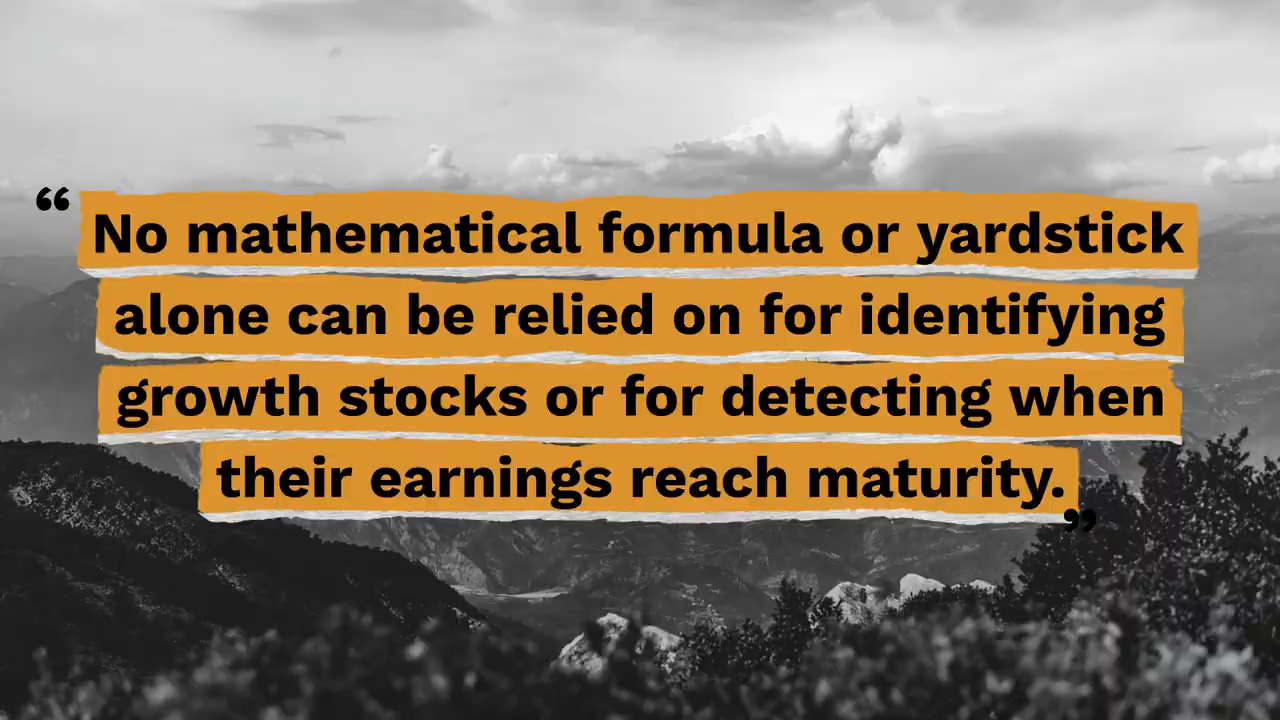 “No mathematical formula or yardstick
alone can be relied on for identifying
growth stocks or for detecting when
their earnings reach maturity.”